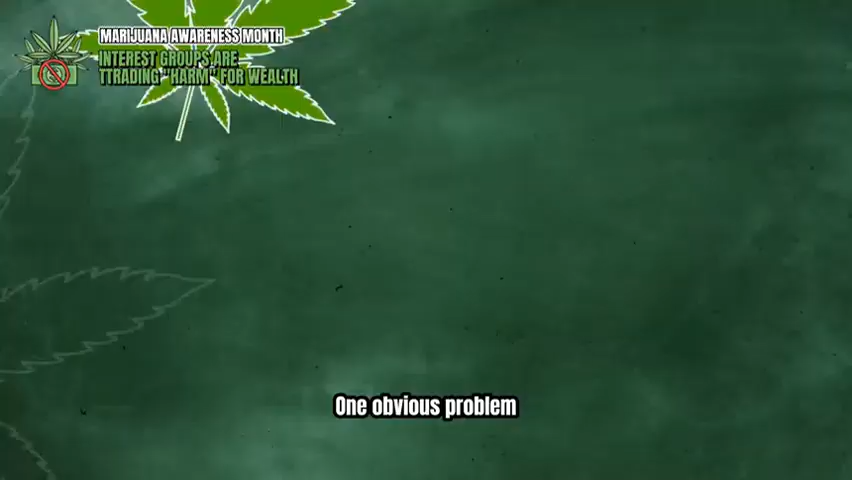 MARIJUANA AWARENESS MONTH
INTEREST GROUPS ARE
TTRADING "HARM" FOR WEALTH
One obvious problem